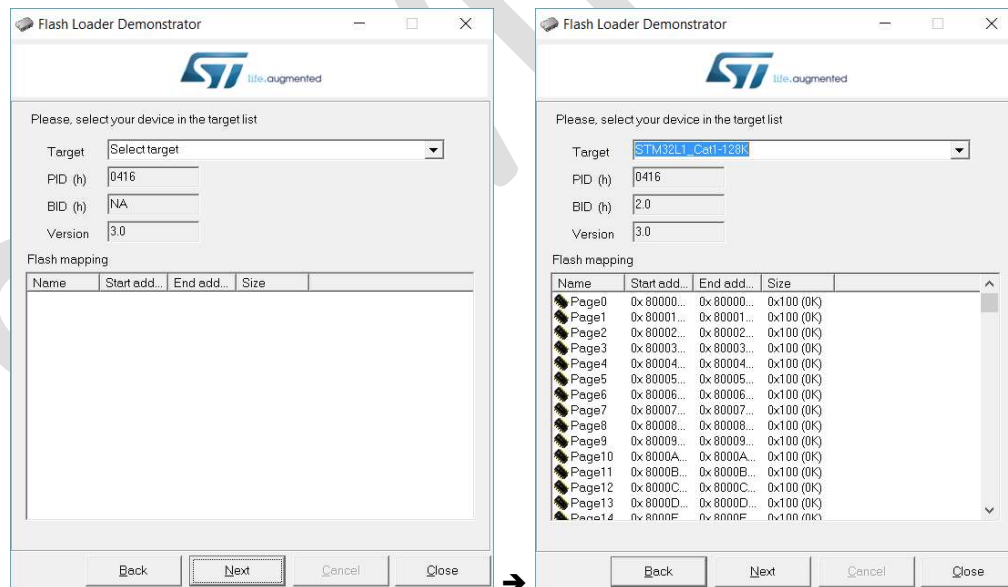 Flash Loader Demonstrator
life.augmented
Please, select your device in the target list
Target Select target
PID (h) 0416
BID (h) NA
Version 3.0
Flash mapping
Name Start add... End add... Size
Back Next Cancel Close
➔
Flash Loader Demonstrator
life.augmented
Please, select your device in the target list
Target STM32L1_Cat1-128K
PID (h) 0416
BID (h) 2.0
Version 3.0
Flash mapping
Name Start add... End add... Size
Page0 0x 80000... 0x 80000... 0x100 (0K)
Page1 0x 80001... 0x 80001... 0x100 (0K)
Page2 0x 80002... 0x 80002... 0x100 (0K)
Page3 0x 80003... 0x 80003... 0x100 (0K)
Page4 0x 80004... 0x 80004... 0x100 (0K)
Page5 0x 80005... 0x 80005... 0x100 (0K)
Page6 0x 80006... 0x 80006... 0x100 (0K)
Page7 0x 80007... 0x 80007... 0x100 (0K)
Page8 0x 80008... 0x 80008... 0x100 (0K)
Page9 0x 80009... 0x 80009... 0x100 (0K)
Page10 0x 8000A... 0x 8000A... 0x100 (0K)
Page11 0x 8000B... 0x 8000B... 0x100 (0K)
Page12 0x 8000C... 0x 8000C... 0x100 (0K)
Page13 0x 8000D... 0x 8000D... 0x100 (0K)
Page14 0x 8000E... 0x 8000E... 0x100 (0K)
Back Next Cancel Close